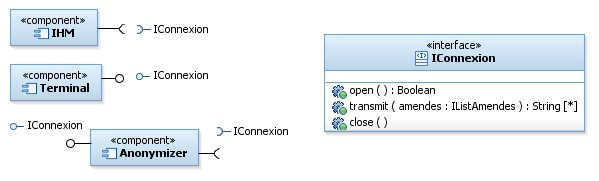 «component»
IHM
IConnexion
«component»
Terminal
IConnexion
IConnexion
«component»
Anonymizer
IConnexion
«interface»
IConnexion
open ( ) : Boolean
transmit ( amendes : IListAmendes ) : String [*]
close ( )